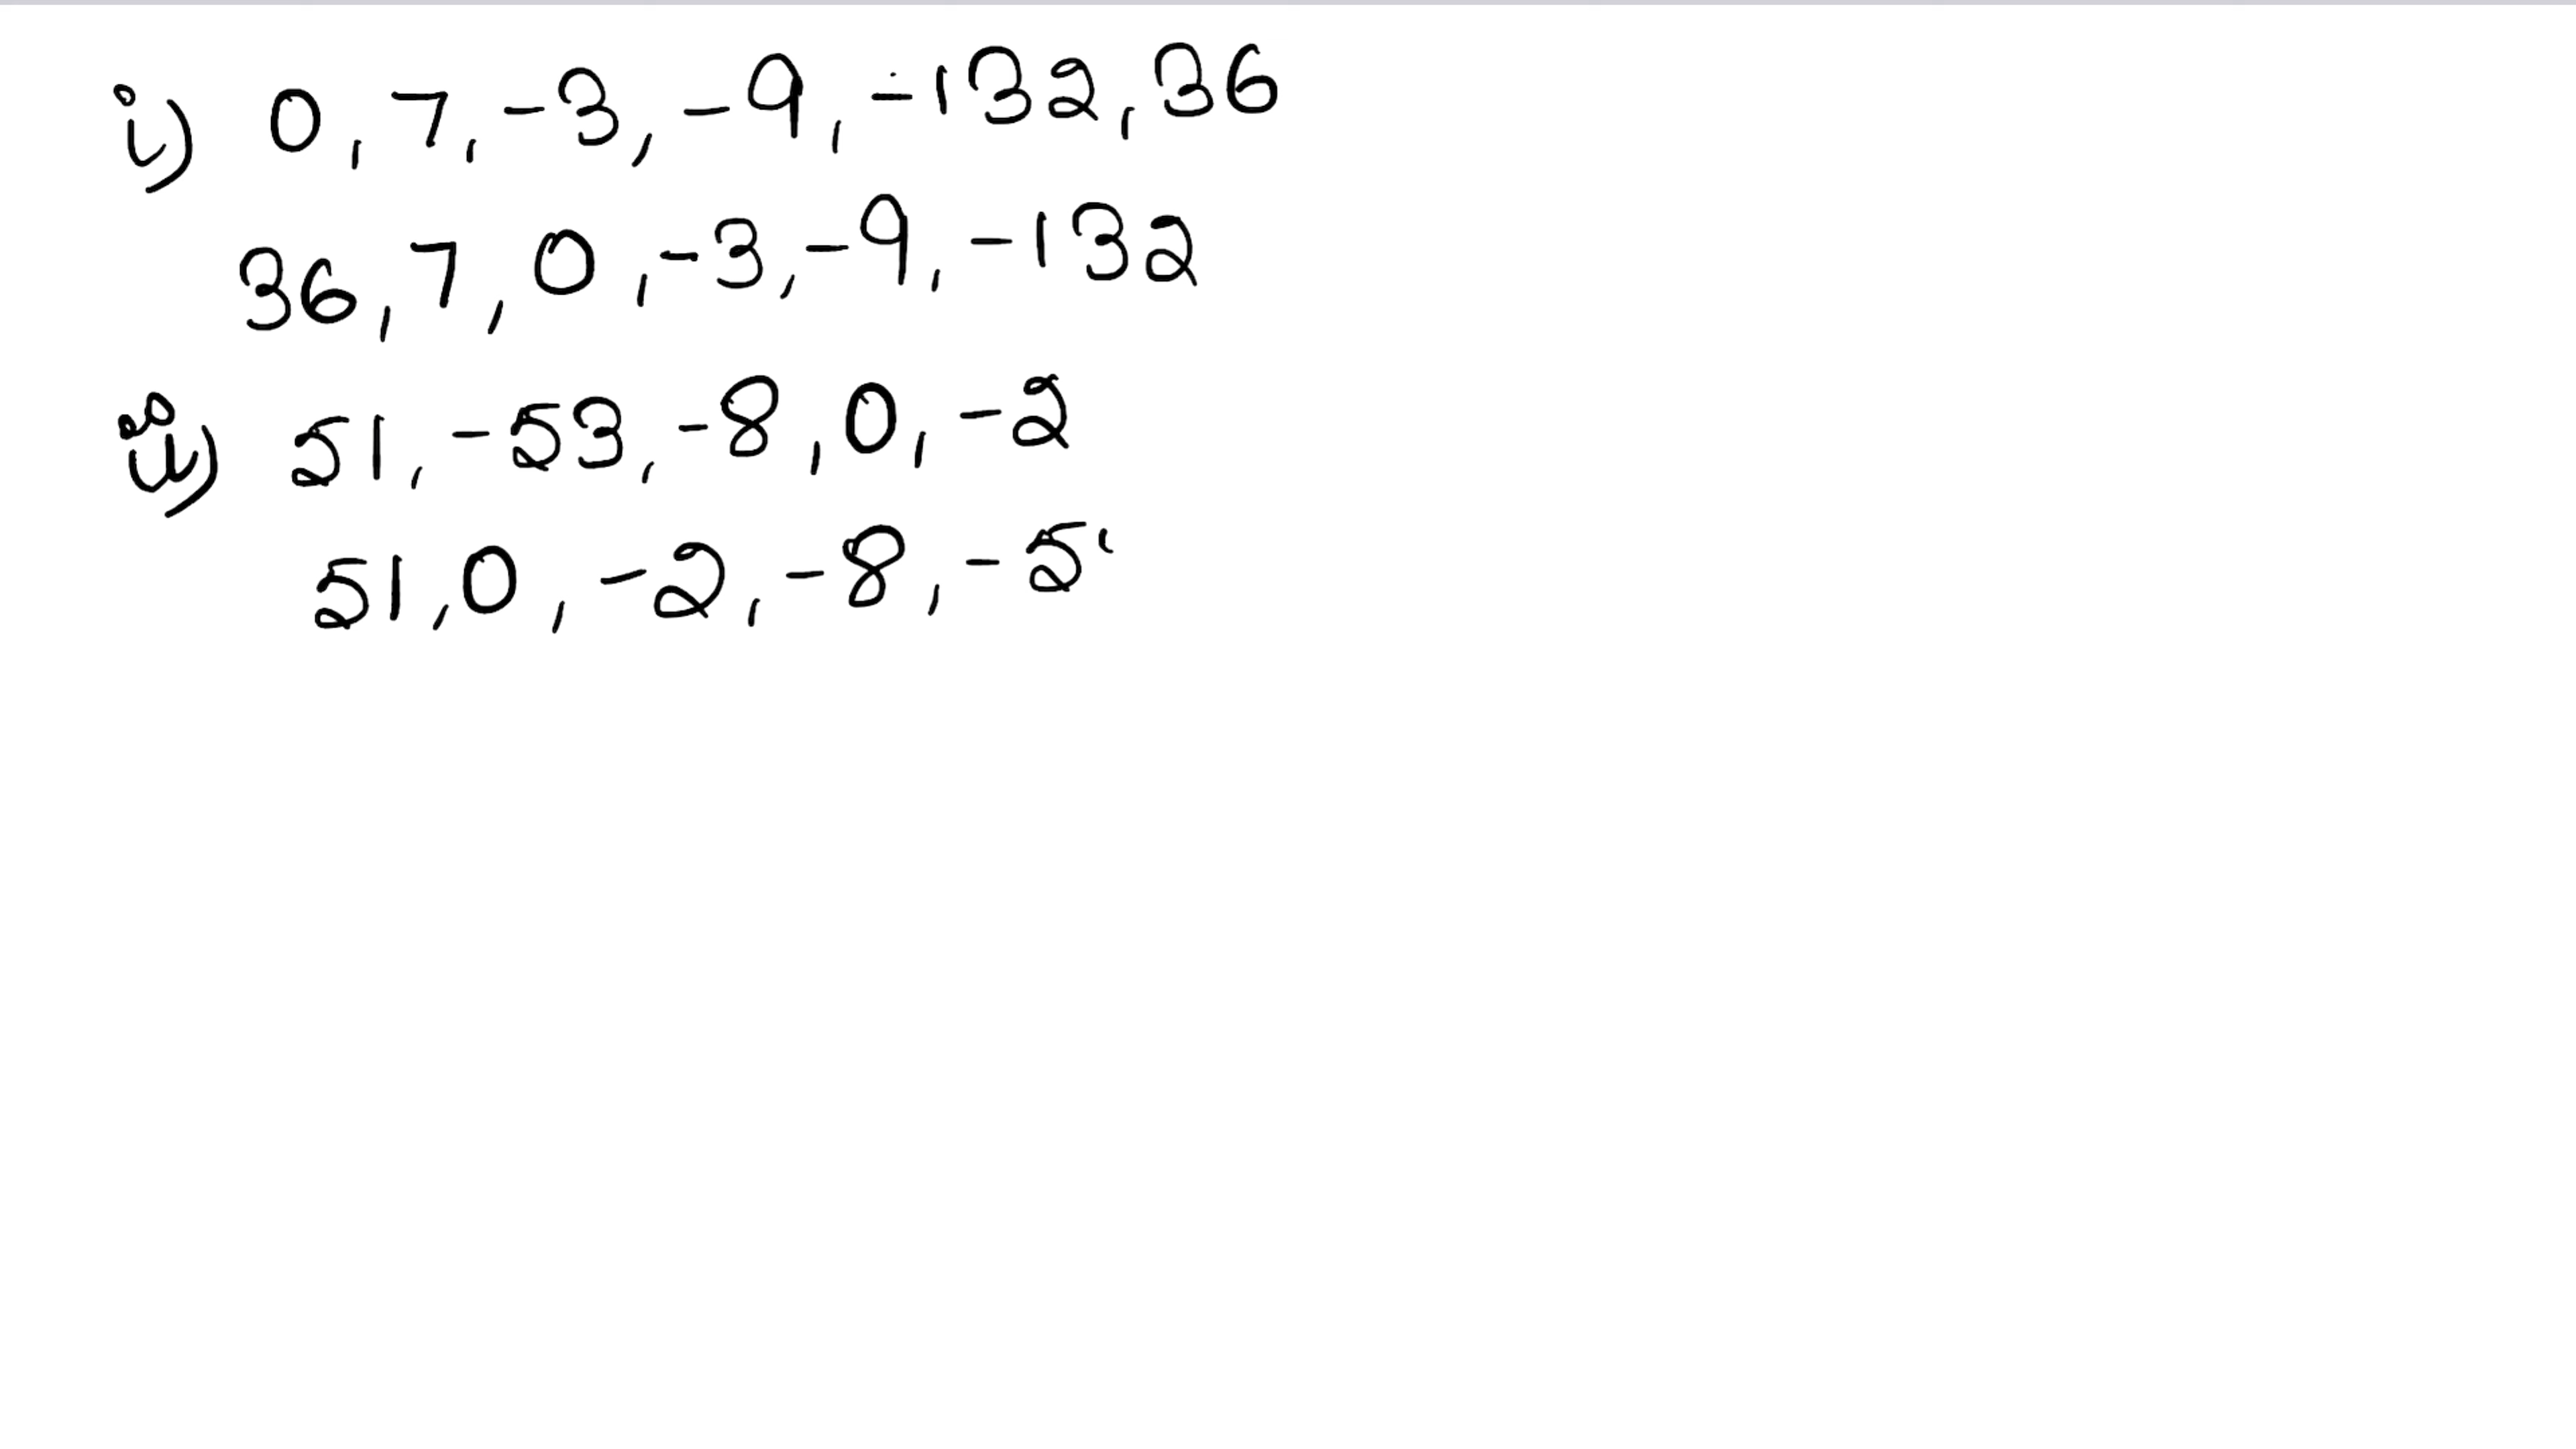 i) 0, 7, -3, -9, -132, 36
36, 7, 0, -3, -9, -132
ii) 51, -53, -8, 0, -2
51, 0, -2, -8, -5